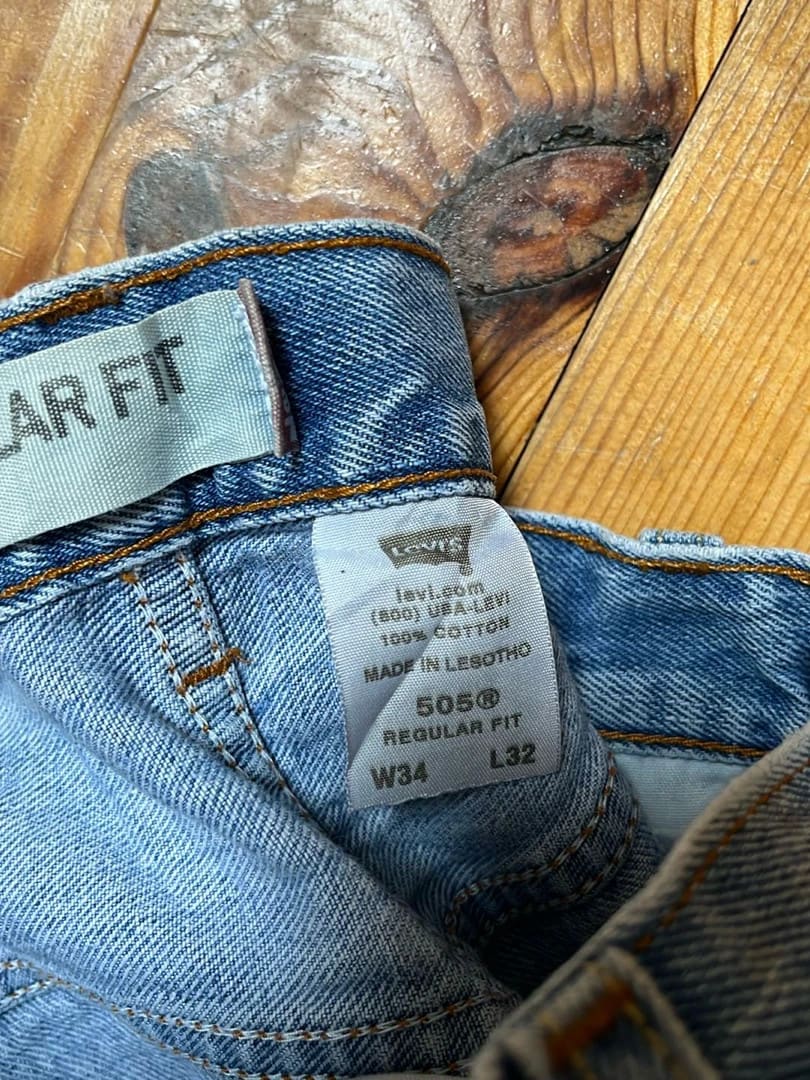 LAR FIT
Levi's
levi.com
(800) USA-LEVI
100% COTTON
MADE IN LESOTHO
505®
REGULAR FIT
W34 L32